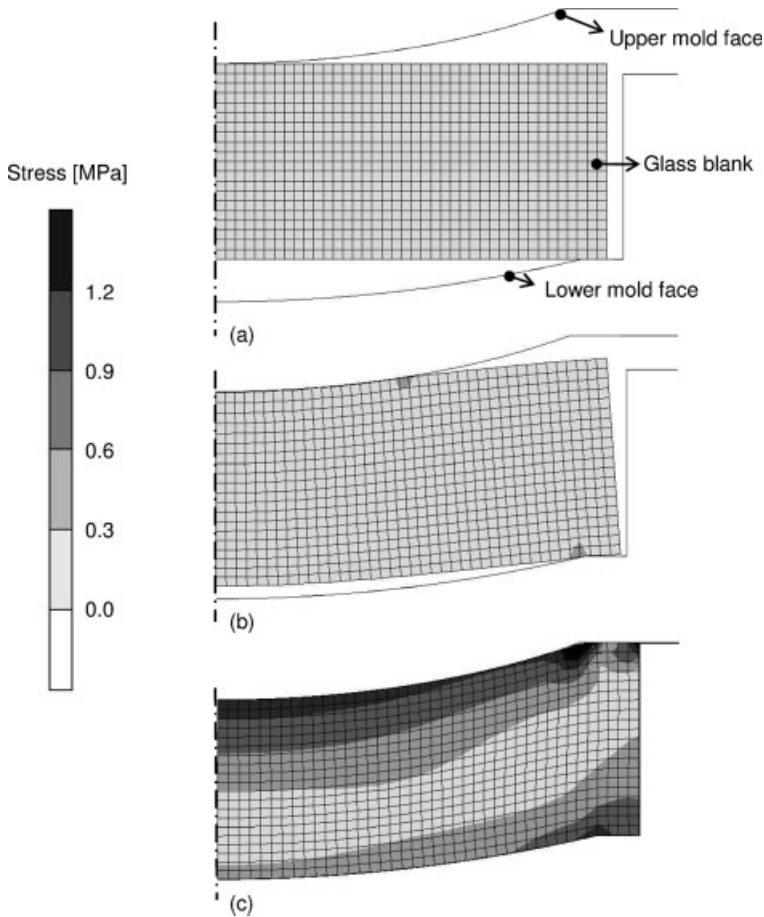 Upper mold face
Stress [MPa]
Glass blank
1.2
Lower mold face
(a)
0.9
0.6
0.3
0.0
(b)
(c)